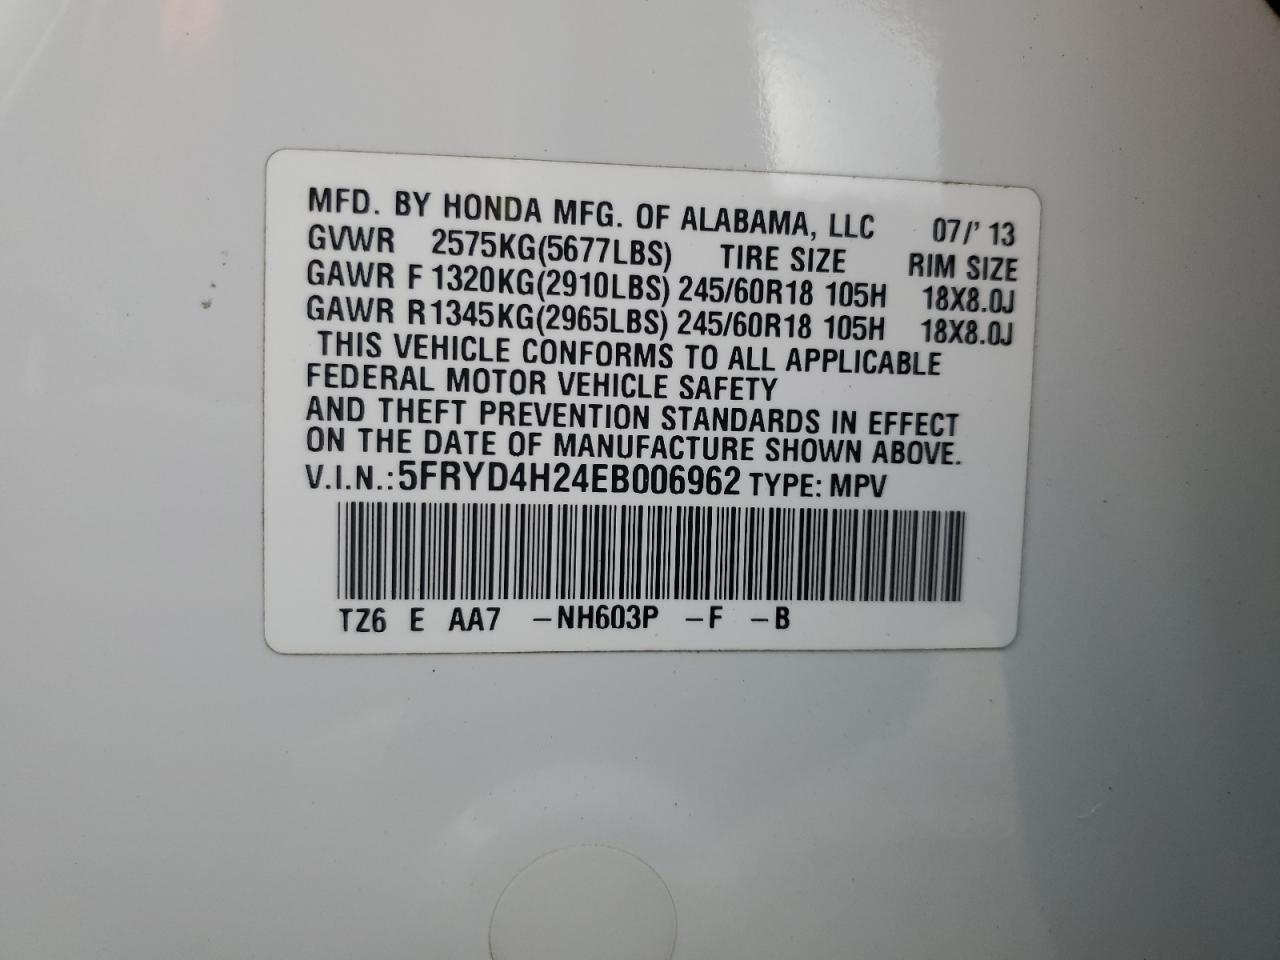 MFD. BY HONDA MFG. OF ALABAMA, LLC 07/' 13
GVWR 2575KG(5677LBS) TIRE SIZE RIM SIZE
GAWR F 1320KG(2910LBS) 245/60R18 105H 18X8.0J
GAWR R1345KG(2965LBS) 245/60R18 105H 18X8.0J
THIS VEHICLE CONFORMS TO ALL APPLICABLE
FEDERAL MOTOR VEHICLE SAFETY
AND THEFT PREVENTION STANDARDS IN EFFECT
ON THE DATE OF MANUFACTURE SHOWN ABOVE.
V.I.N.: 5FRYD4H24EB006962 TYPE: MPV
TZ6 E AA7 –NH603P –F –B